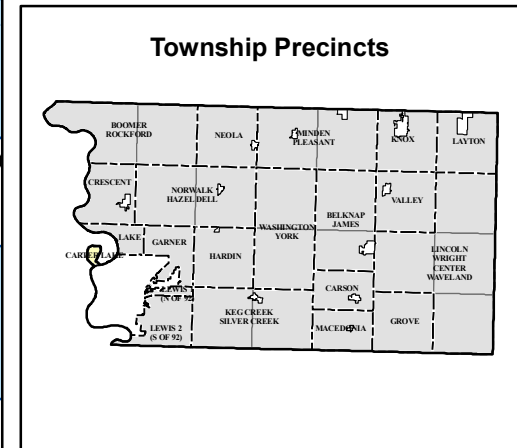 Township Precincts
BOOMER
ROCKFORD
NEOLA
MINDEN
PLEASANT
KNOX
LAYTON
CRESCENT
NORWALK
HAZEL DELL
BELKNAP
JAMES
VALLEY
WASHINGTON
YORK
LAKE
GARNER
CARTER LAKE
HARDIN
LINCOLN
WRIGHT
CENTER
WAVELAND
LEWIS
(N OF 92)
CARSON
KEG CREEK
SILVER CREEK
LEWIS 2
(S OF 92)
MACEDONIA
GROVE